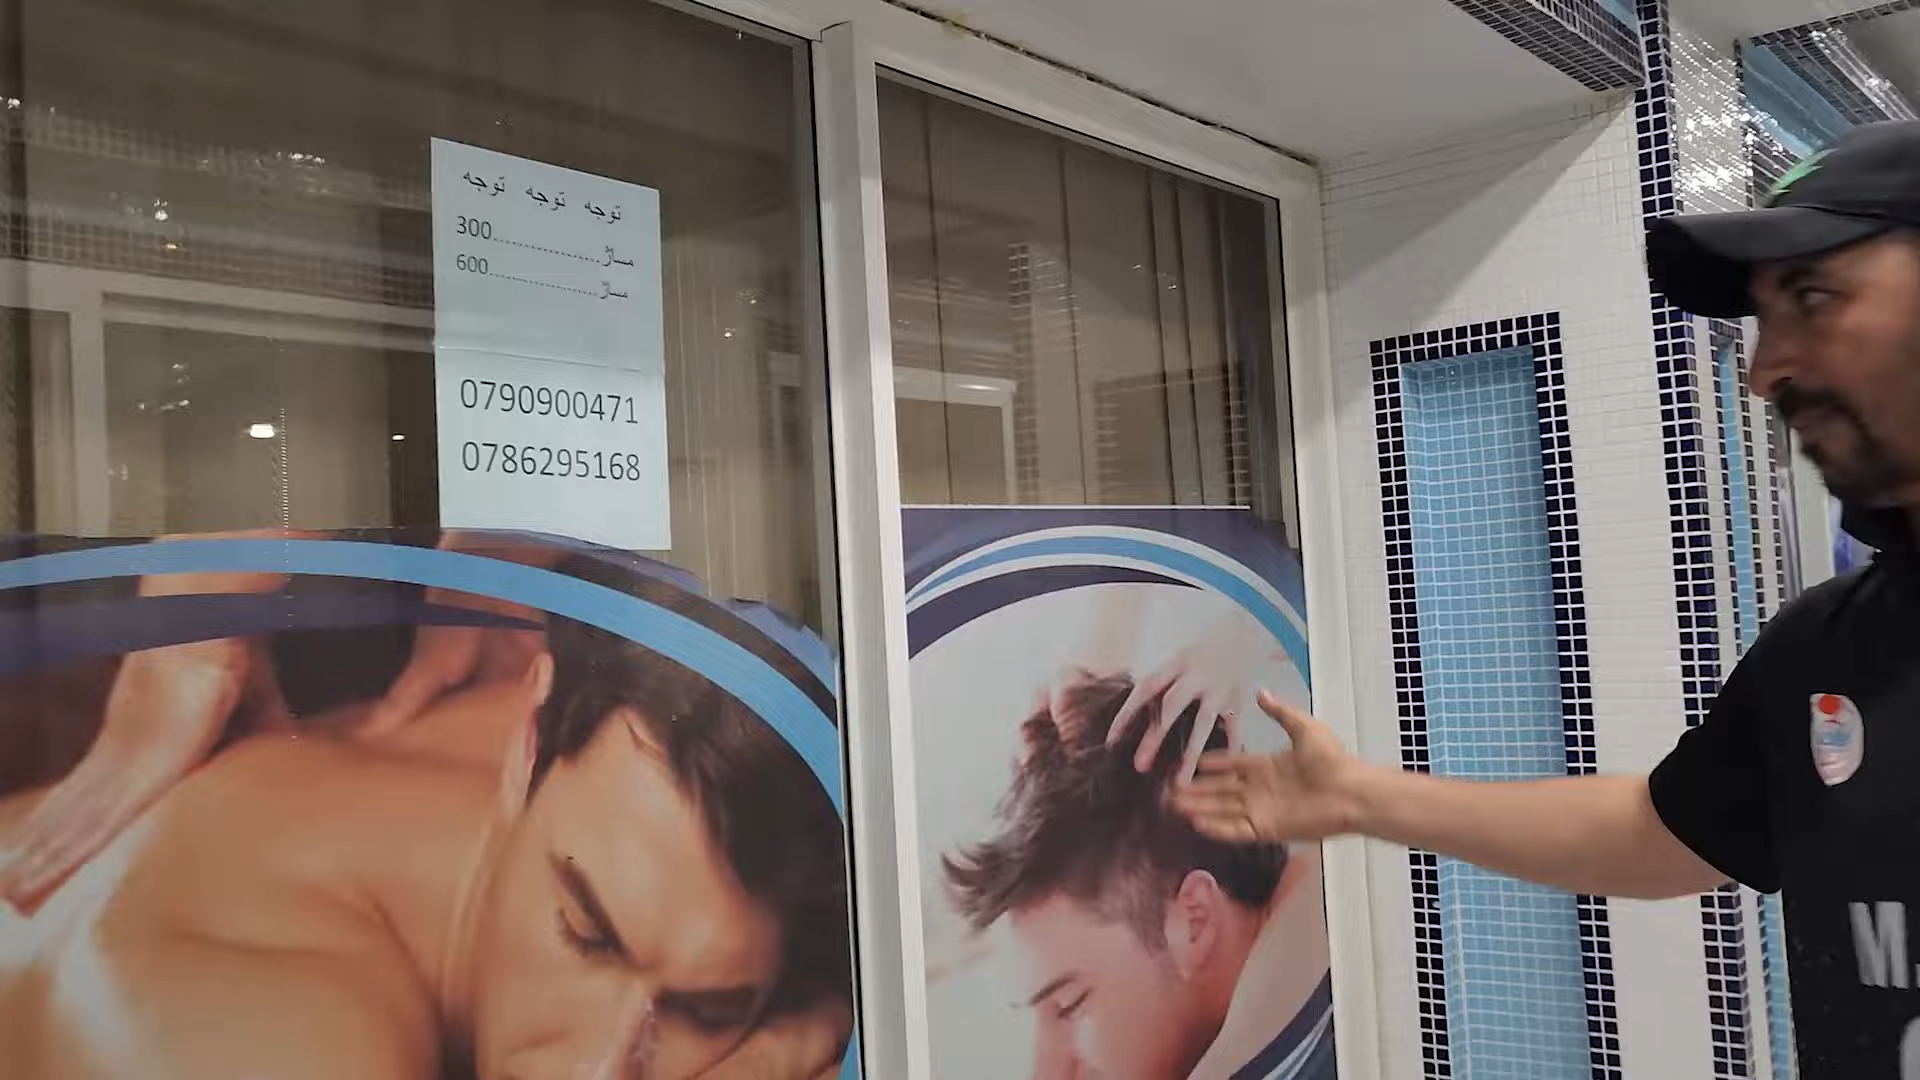 توجه توجه توجه
مساژ....................300
مساژ....................600
0790900471
0786295168
M.